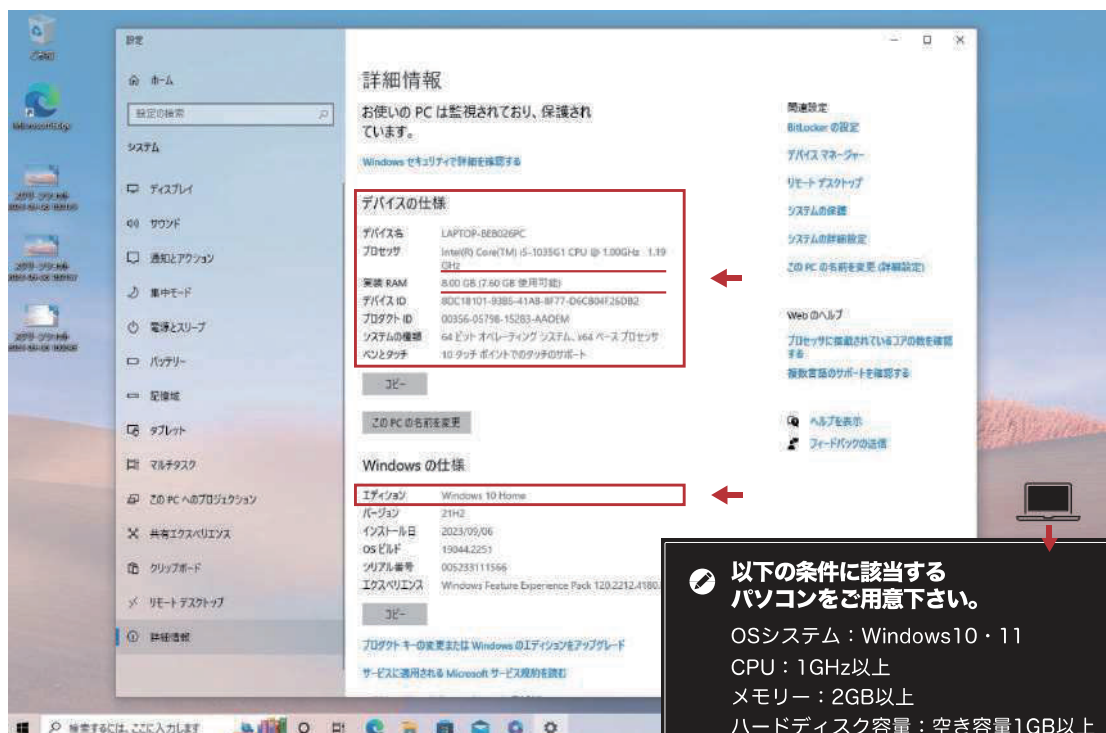 ごみ箱
Microsoft Edge
設定
ホーム
設定の検索
システム
ディスプレイ
サウンド
通知とアクション
集中モード
電源とスリープ
バッテリー
記憶域
タブレット
マルチタスク
この PC へのプロジェクション
共有エクスペリエンス
クリップボード
リモート デスクトップ
詳細情報
詳細情報
お使いの PC は監視されており、保護され
ています。
Windows セキュリティで詳細を確認する
デバイスの仕様
デバイス名 LAPTOP-BEB026PC
プロセッサ Intel(R) Core(TM) i5-1035G1 CPU @ 1.00GHz 1.19
GHz
実装 RAM 8.00 GB (7.60 GB 使用可能)
デバイス ID
プロダクト ID 00356-05798-15283-AAOEM
システムの種類 64 ビット オペレーティング システム、x64 ベース プロセッサ
ペンとタッチ 10 タッチ ポイントでのタッチのサポート
コピー
この PC の名前を変更
Windows の仕様
エディション Windows 10 Home
バージョン 21H2
インストール日 2023/09/06
OS ビルド 19044.2251
シリアル番号 005233111566
エクスペリエンス Windows Feature Experience Pack 120.2212.4180.
コピー
プロダクト キーの変更または Windows のエディションをアップグレード
サービスに適用される Microsoft サービス規約を読む
関連設定
BitLocker の設定
デバイス マネージャー
リモート デスクトップ
システムの保護
システムの詳細設定
この PC の名前を変更 (詳細設定)
Web のヘルプ
プロセッサに搭載されているコアの数を確認
する
複数言語のサポートを確認する
ヘルプを表示
フィードバックの送信
以下の条件に該当する
パソコンをご用意下さい。
OSシステム：Windows10・11
CPU：1GHz以上
メモリー：2GB以上
ハードディスク容量：空き容量1GB以上
検索するには、ここに入力します